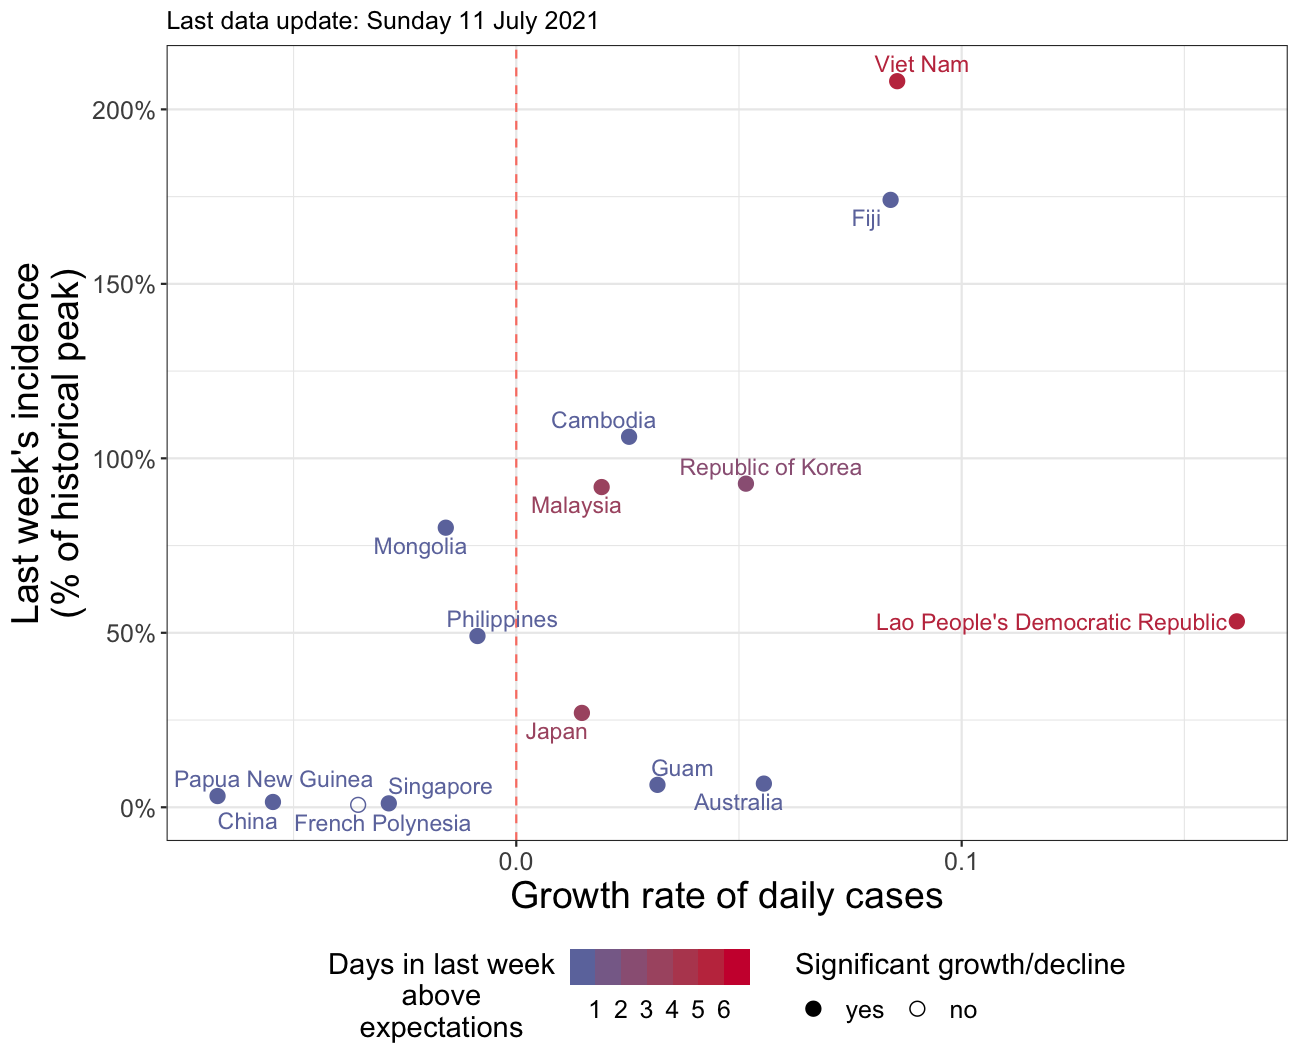 Last data update: Sunday 11 July 2021
Viet Nam
200%
Fiji
150%
Last week's incidence
(% of historical peak)
Cambodia
100%
Republic of Korea
Malaysia
Mongolia
Philippines
50%
Lao People's Democratic Republic
Japan
Guam
Papua New Guinea
Singapore
0%
Australia
China
French Polynesia
0.0
0.1
Growth rate of daily cases
Days in last week
above
expectations
1 2 3 4 5 6
Significant growth/decline
yes no